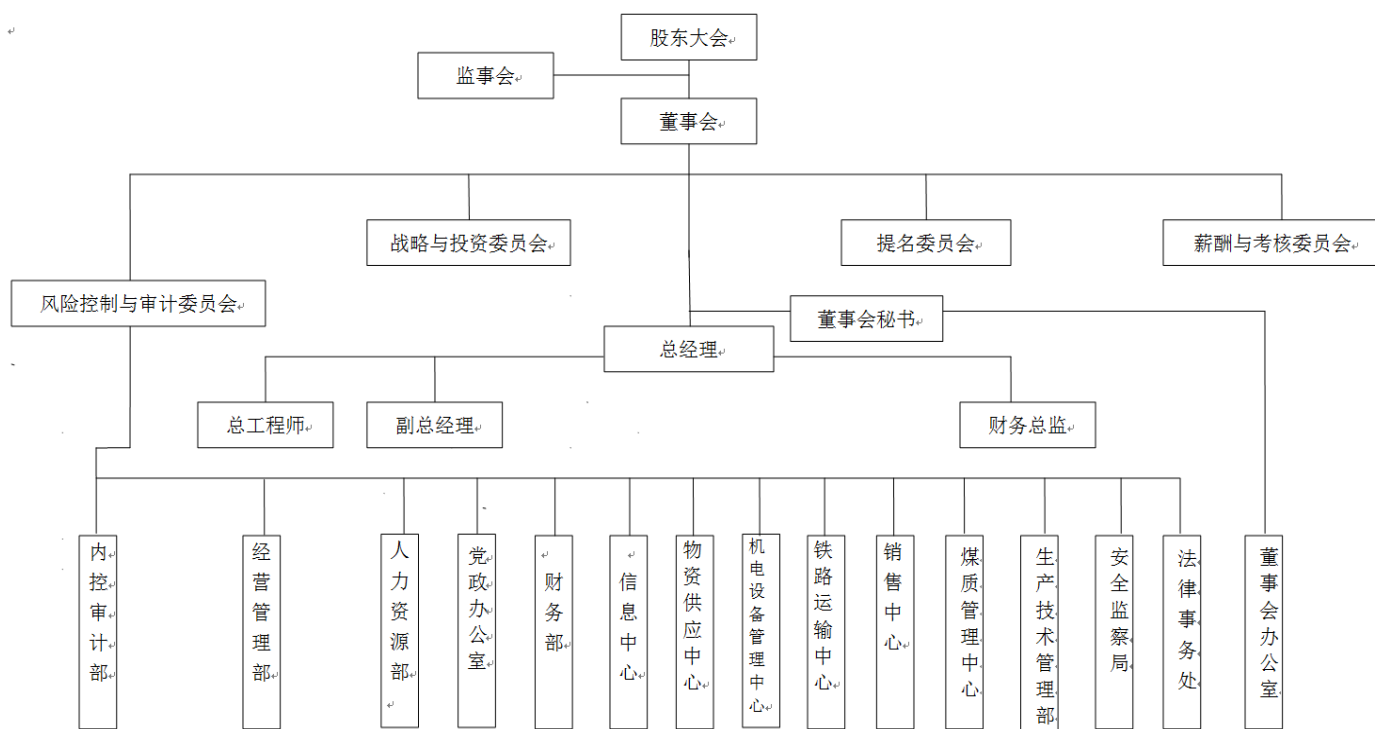 股东大会
监事会
董事会
战略与投资委员会
提名委员会
薪酬与考核委员会
风险控制与审计委员会
董事会秘书
总经理
总工程师
副总经理
财务总监
内控审计部
经营管理部
人力资源部
党政办公室
财务部
信息中心
物资供应中心
机电设备管理中心
铁路运输中心
销售中心
煤质管理中心
生产技术管理部
安全监察局
法律事务处
董事会办公室